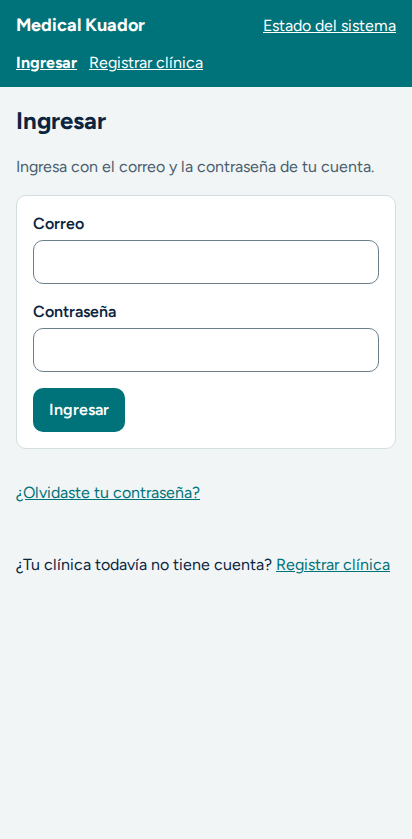 Medical Kuador
Estado del sistema
Ingresar
Registrar clínica
Ingresar
Ingresa con el correo y la contraseña de tu cuenta.
Correo
Contraseña
Ingresar
¿Olvidaste tu contraseña?
¿Tu clínica todavía no tiene cuenta? Registrar clínica